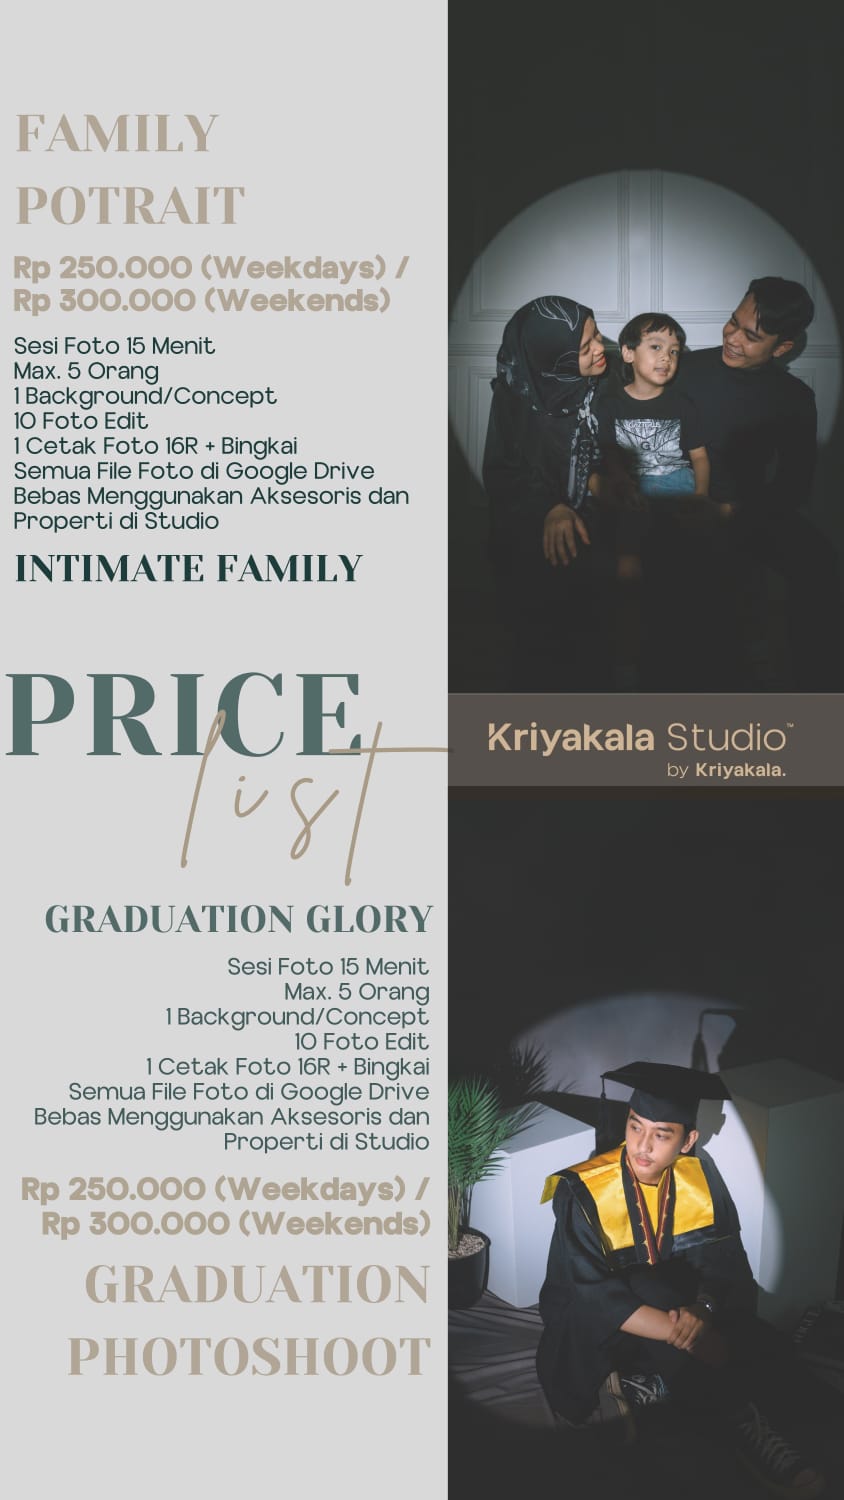 FAMILY
POTRAIT
Rp 250.000 (Weekdays) /
Rp 300.000 (Weekends)
Sesi Foto 15 Menit
Max. 5 Orang
1 Background/Concept
10 Foto Edit
1 Cetak Foto 16R + Bingkai
Semua File Foto di Google Drive
Bebas Menggunakan Aksesoris dan
Properti di Studio
INTIMATE FAMILY
PRICE
list
Kriyakala Studio™
by Kriyakala.
GRADUATION GLORY
Sesi Foto 15 Menit
Max. 5 Orang
1 Background/Concept
10 Foto Edit
1 Cetak Foto 16R + Bingkai
Semua File Foto di Google Drive
Bebas Menggunakan Aksesoris dan
Properti di Studio
Rp 250.000 (Weekdays) /
Rp 300.000 (Weekends)
GRADUATION
PHOTOSHOOT